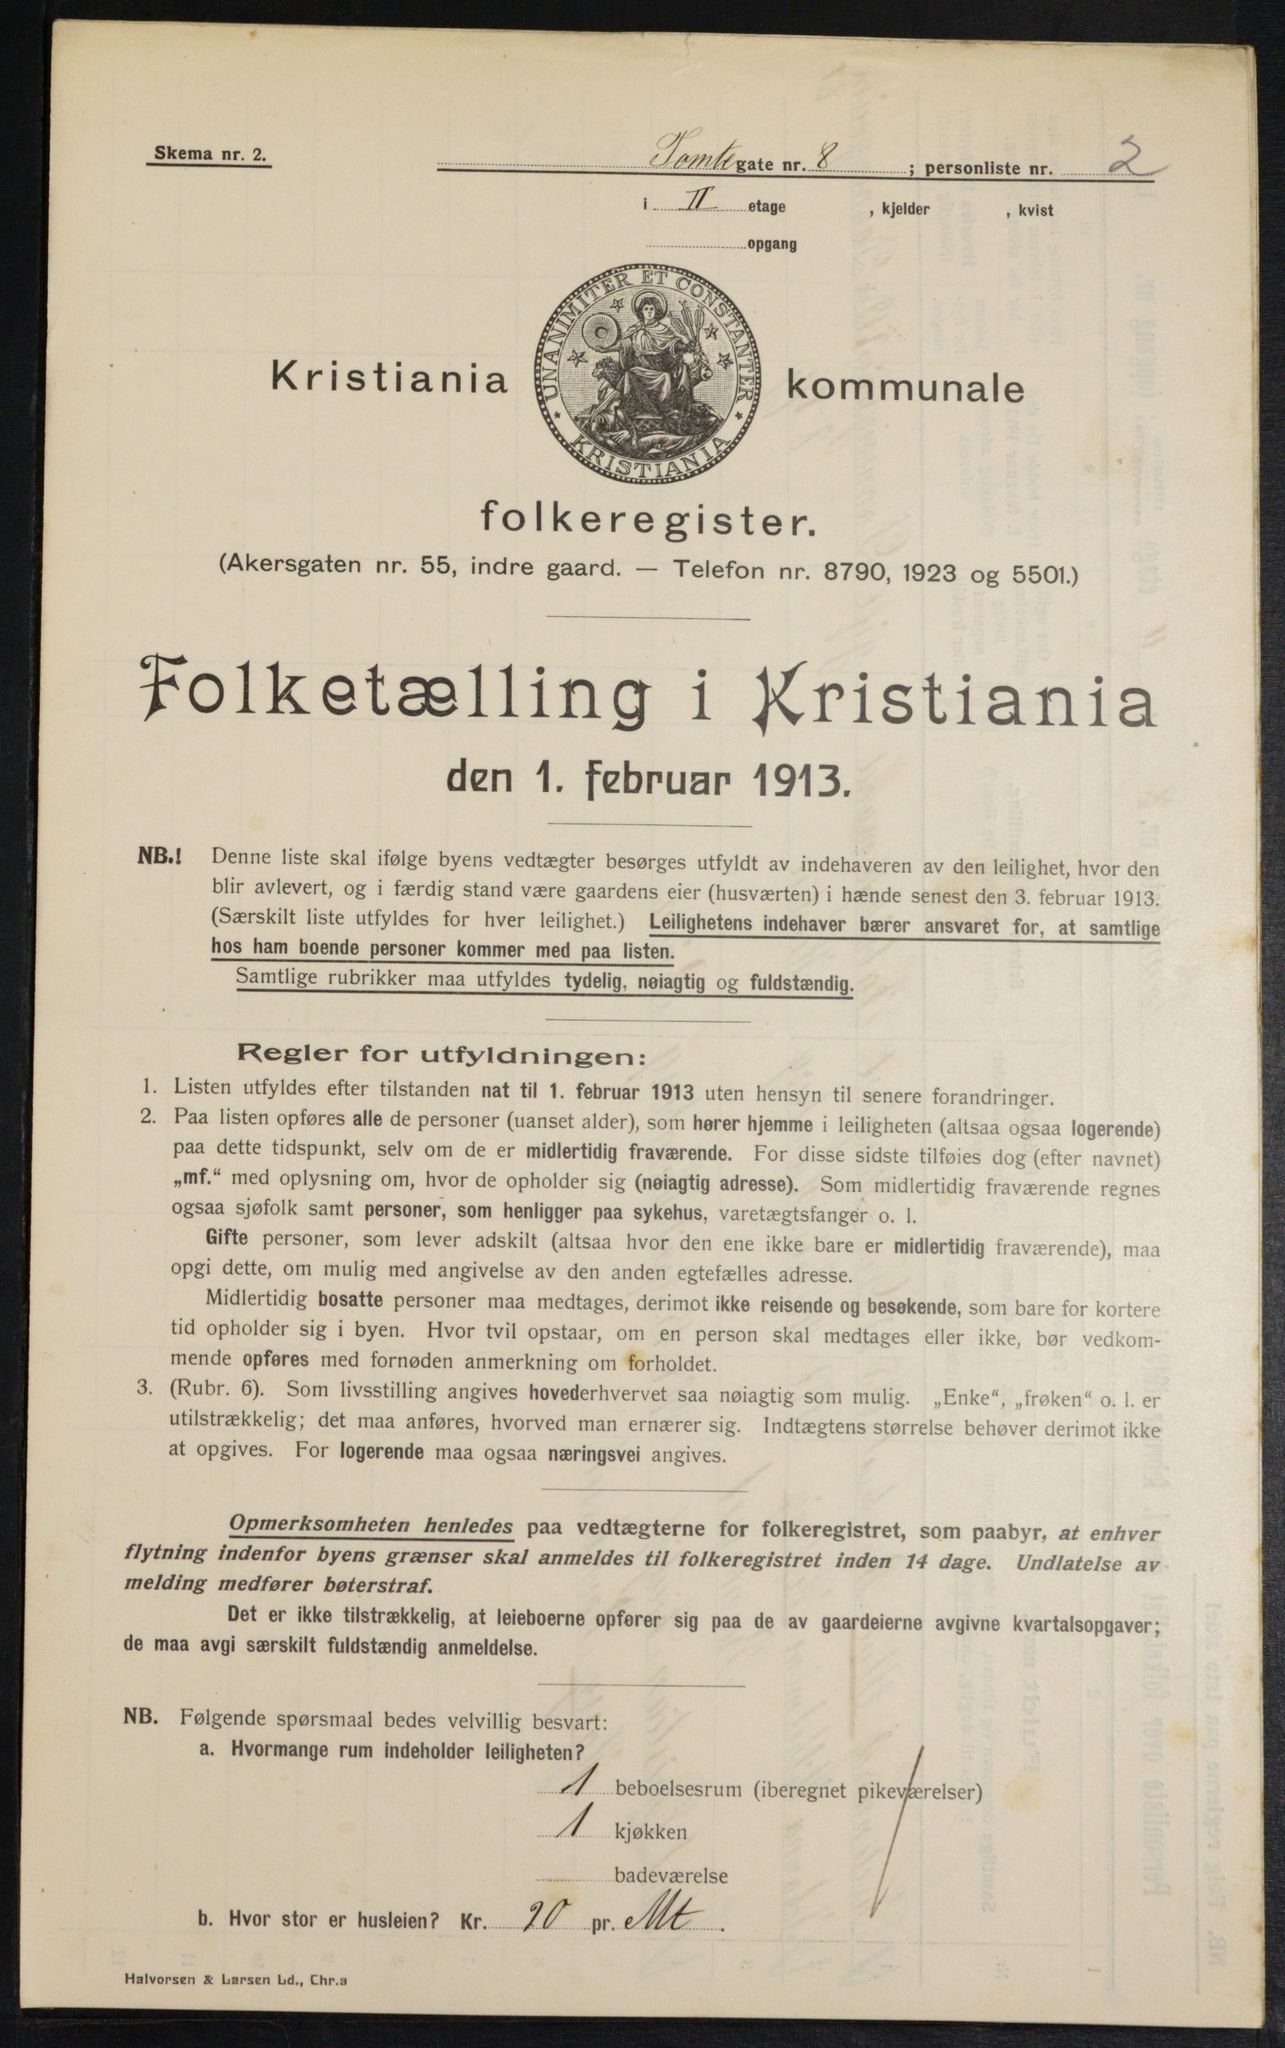 Skema nr. 2.
Tomtegate nr. 8 ; personliste nr. 2
i II etage , kjelder , kvist
opgang
UNANIMITER ET CONSTANTER
KRISTIANIA
Kristiania kommunale
folkeregister.
(Akersgaten nr. 55, indre gaard. — Telefon nr. 8790, 1923 og 5501.)
Folketælling i Kristiania
den 1. februar 1913.
NB.! Denne liste skal ifølge byens vedtægter besørges utfyldt av indehaveren av den leilighet, hvor den
blir avlevert, og i færdig stand være gaardens eier (husværten) i hænde senest den 3. februar 1913.
(Særskilt liste utfyldes for hver leilighet.) Leilighetens indehaver bærer ansvaret for, at samtlige
hos ham boende personer kommer med paa listen.
Samtlige rubrikker maa utfyldes tydelig, nøiagtig og fuldstændig.
Regler for utfyldningen:
1. Listen utfyldes efter tilstanden nat til 1. februar 1913 uten hensyn til senere forandringer.
2. Paa listen opføres alle de personer (uanset alder), som hører hjemme i leiligheten (altsaa ogsaa logerende)
paa dette tidspunkt, selv om de er midlertidig fraværende. For disse sidste tilføies dog (efter navnet)
„mf.“ med oplysning om, hvor de opholder sig (nøiagtig adresse). Som midlertidig fraværende regnes
ogsaa sjøfolk samt personer, som henligger paa sykehus, varetægtsfanger o. l.
Gifte personer, som lever adskilt (altsaa hvor den ene ikke bare er midlertidig fraværende), maa
opgi dette, om mulig med angivelse av den anden egtefælles adresse.
Midlertidig bosatte personer maa medtages, derimot ikke reisende og besøkende, som bare for kortere
tid opholder sig i byen. Hvor tvil opstaar, om en person skal medtages eller ikke, bør vedkom-
mende opføres med fornøden anmerkning om forholdet.
3. (Rubr. 6). Som livsstilling angives hovederhvervet saa nøiagtig som mulig. „Enke“, „frøken“ o. l. er
utilstrækkelig; det maa anføres, hvorved man ernærer sig. Indtægtens størrelse behøver derimot ikke
at opgives. For logerende maa ogsaa næringsvei angives.
Opmerksomheten henledes paa vedtægterne for folkeregistret, som paabyr, at enhver
flytning indenfor byens grænser skal anmeldes til folkeregistret inden 14 dage. Undlatelse av
melding medfører bøterstraf.
Det er ikke tilstrækkelig, at leieboerne opfører sig paa de av gaardeierne avgivne kvartalsopgaver;
de maa avgi særskilt fuldstændig anmeldelse.
NB. Følgende spørsmaal bedes velvillig besvart:
a. Hvormange rum indeholder leiligheten?
1 beboelsesrum (iberegnet pikeværelser)
1 kjøkken
badeværelse
b. Hvor stor er husleien? Kr. 20 pr. Mt.
Halvorsen & Larsen Ld., Chr.a